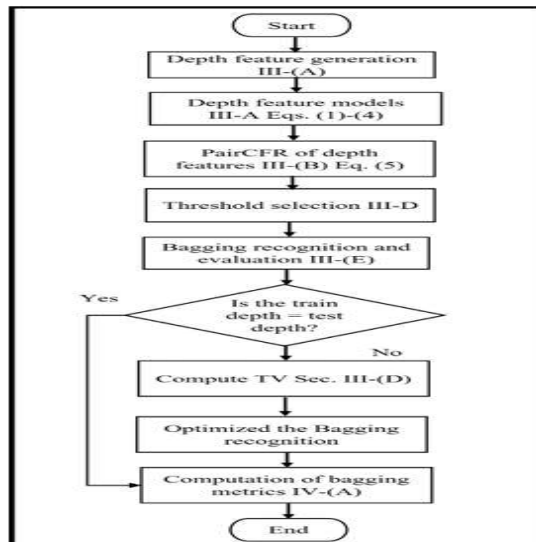 Start
Depth feature generation
III-(A)
Depth feature models
III-A Eqs. (1)-(4)
PairCFR of depth
features III-(B) Eq. (5)
Threshold selection III-D
Bagging recognition and
evaluation III-(E)
Yes
Is the train
depth = test
depth?
No
Compute TV Sec. III-(D)
Optimized the Bagging
recognition
Computation of bagging
metrics IV-(A)
End